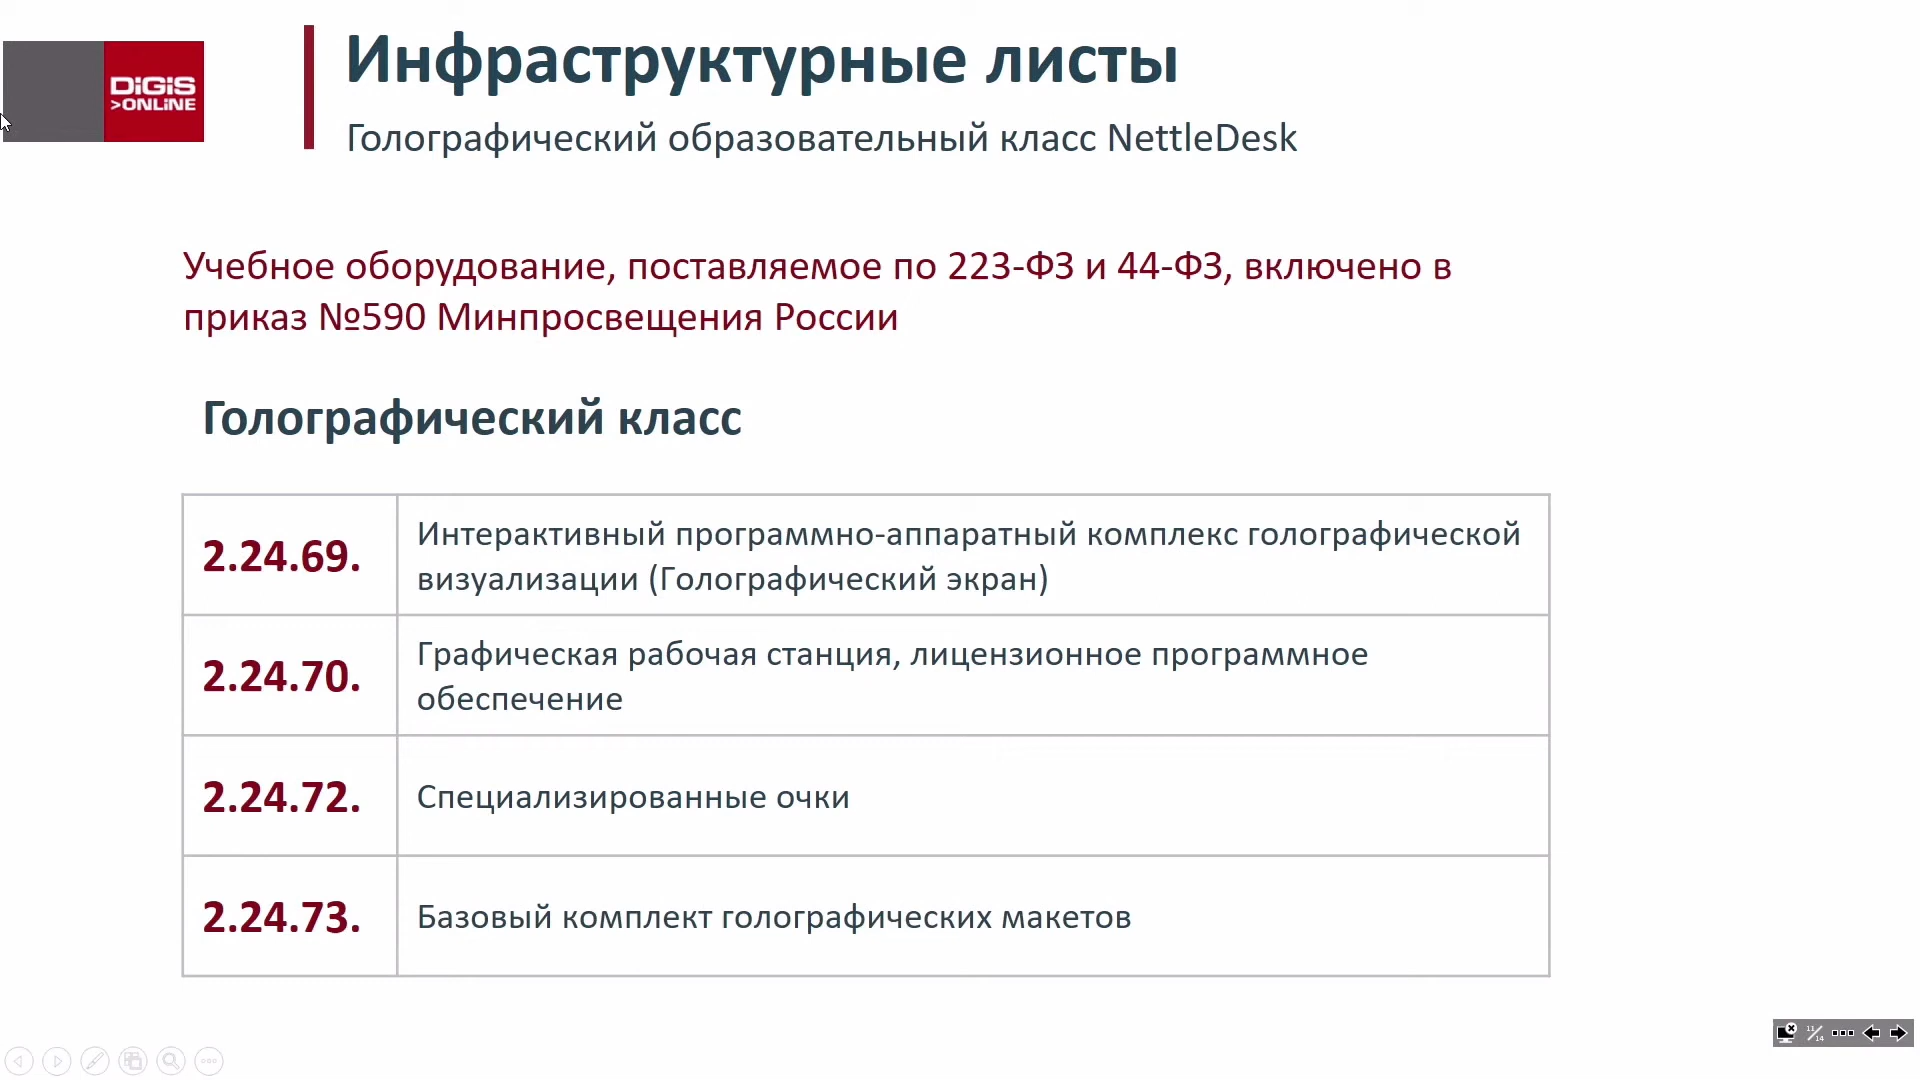 DiGiS
>ONLiNE
Инфраструктурные листы
Голографический образовательный класс NettleDesk
Учебное оборудование, поставляемое по 223-ФЗ и 44-ФЗ, включено в
приказ №590 Минпросвещения России
Голографический класс
2.24.69.
Интерактивный программно-аппаратный комплекс голографической
визуализации (Голографический экран)
2.24.70.
Графическая рабочая станция, лицензионное программное
обеспечение
2.24.72.
Специализированные очки
2.24.73.
Базовый комплект голографических макетов
11/14